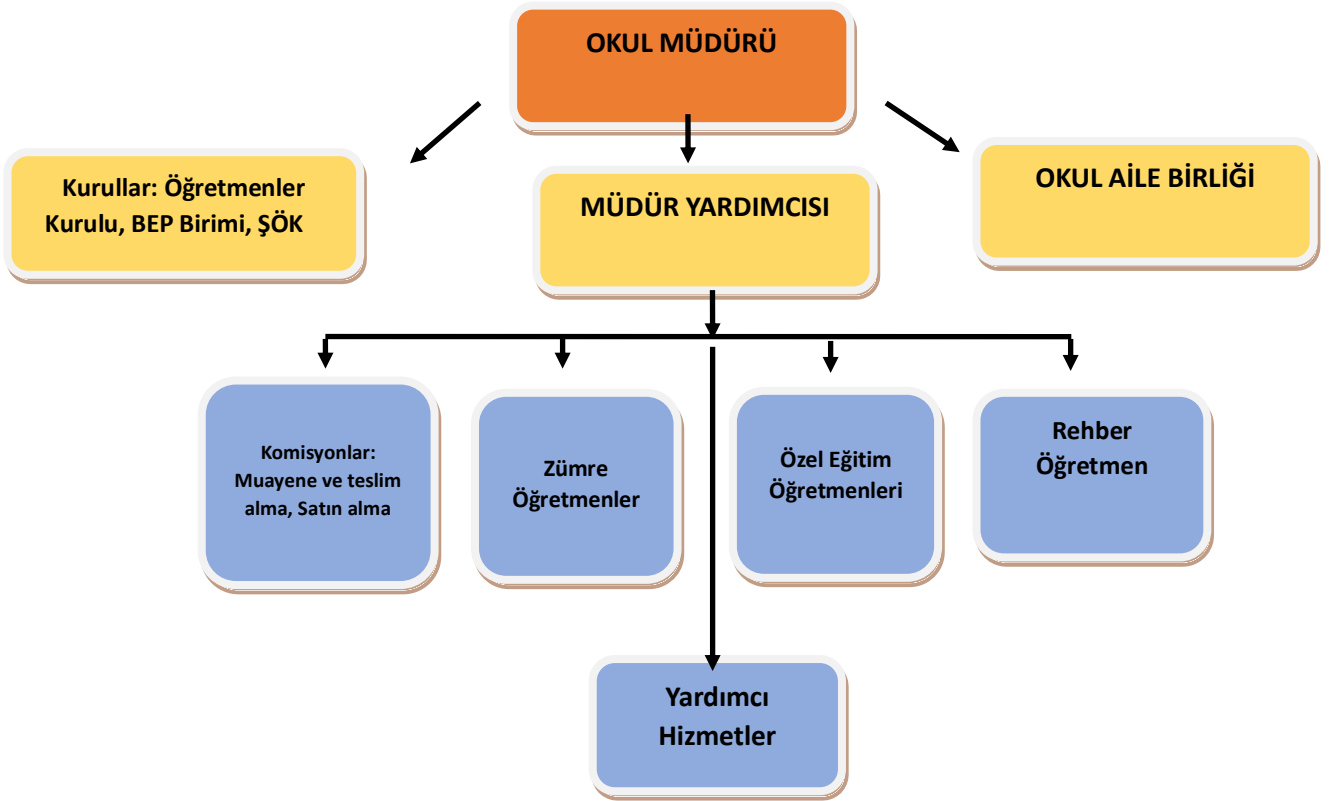 OKUL MÜDÜRÜ
Kurullar: Öğretmenler
Kurulu, BEP Birimi, ŞÖK
MÜDÜR YARDIMCISI
OKUL AİLE BİRLİĞİ
Komisyonlar:
Muayene ve teslim
alma, Satın alma
Zümre
Öğretmenler
Özel Eğitim
Öğretmenleri
Rehber
Öğretmen
Yardımcı
Hizmetler